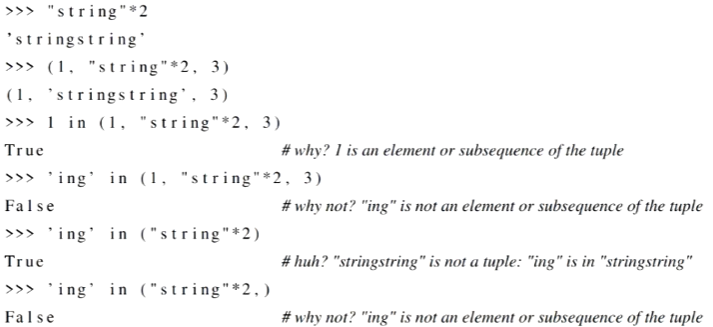 >>> "string"*2
'stringstring'
>>> (1, "string"*2, 3)
(1, 'stringstring', 3)
>>> 1 in (1, "string"*2, 3)
True # why? 1 is an element or subsequence of the tuple
>>> 'ing' in (1, "string"*2, 3)
False # why not? "ing" is not an element or subsequence of the tuple
>>> 'ing' in ("string"*2)
True # huh? "stringstring" is not a tuple: "ing" is in "stringstring"
>>> 'ing' in ("string"*2,)
False # why not? "ing" is not an element or subsequence of the tuple